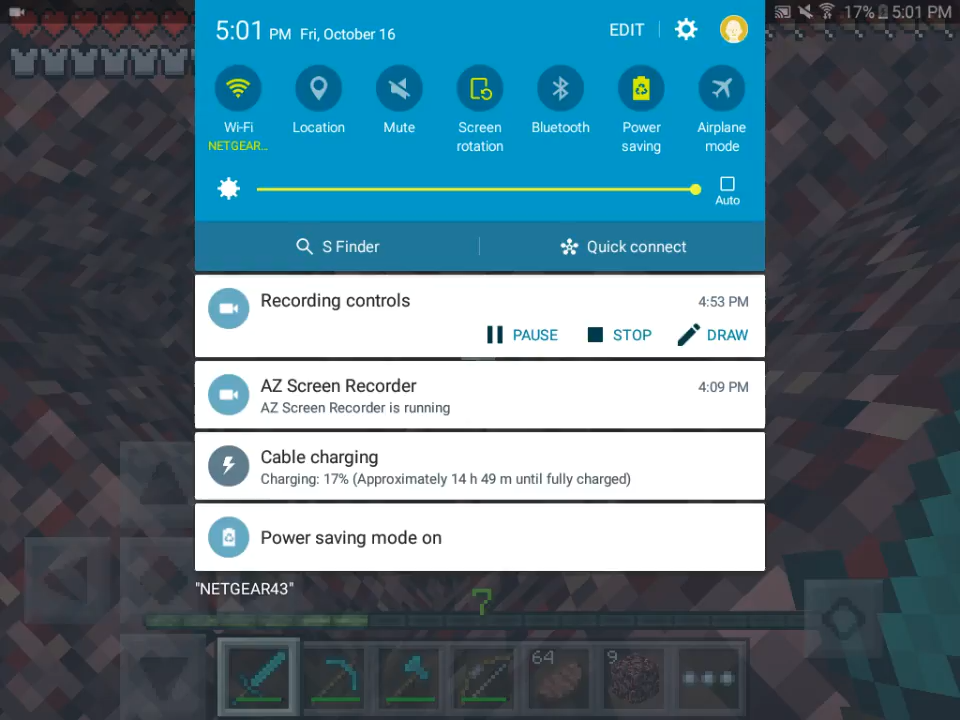 17% 5:01 PM
5:01 PM Fri, October 16
EDIT
Wi-Fi
NETGEAR...
Location
Mute
Screen
rotation
Bluetooth
Power
saving
Airplane
mode
Auto
S Finder
Quick connect
Recording controls
4:53 PM
PAUSE
STOP
DRAW
AZ Screen Recorder
4:09 PM
AZ Screen Recorder is running
Cable charging
Charging: 17% (Approximately 14 h 49 m until fully charged)
Power saving mode on
"NETGEAR43"
7
64
9